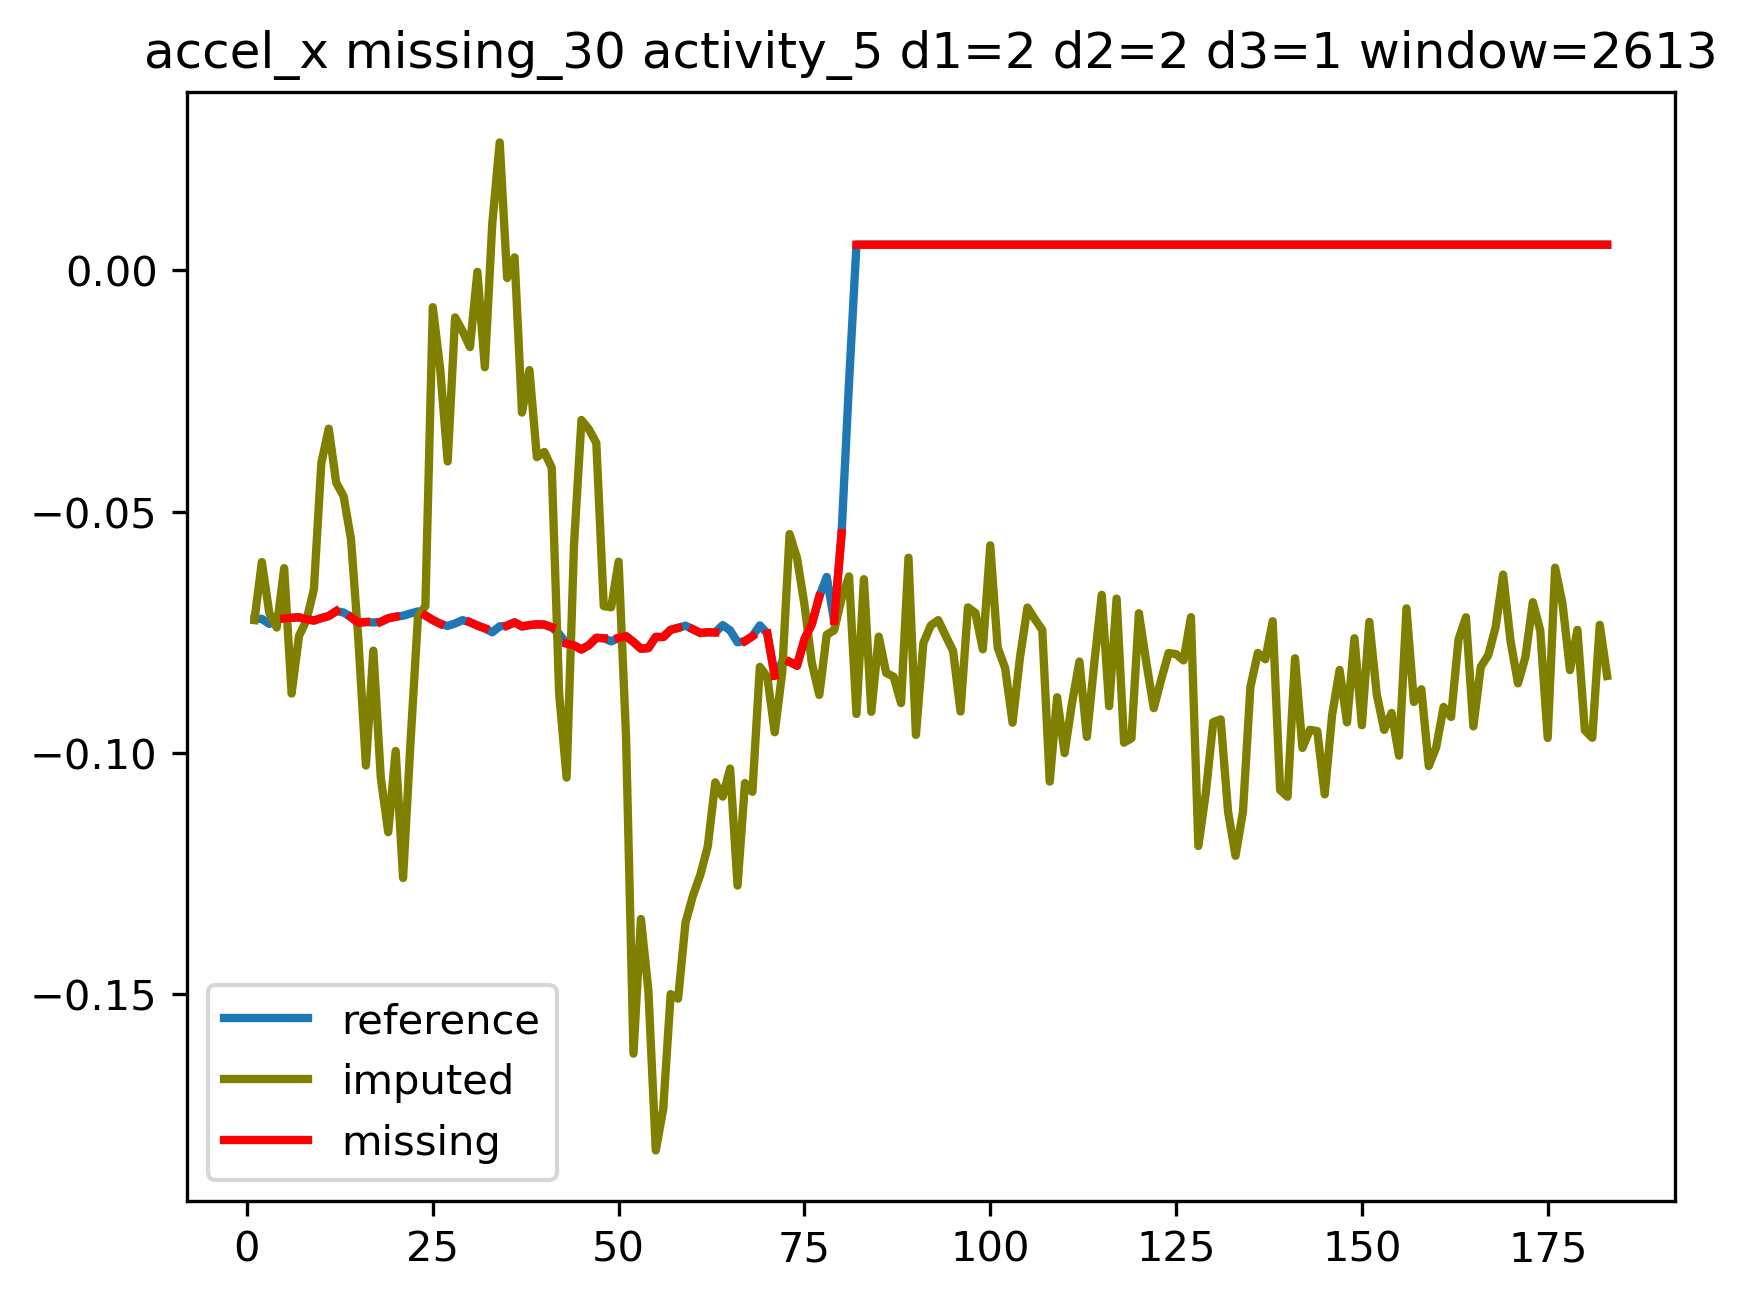 accel_x missing_30 activity_5 d1=2 d2=2 d3=1 window=2613
0.00
−0.05
−0.10
−0.15
reference
imputed
missing
0 25 50 75 100 125 150 175